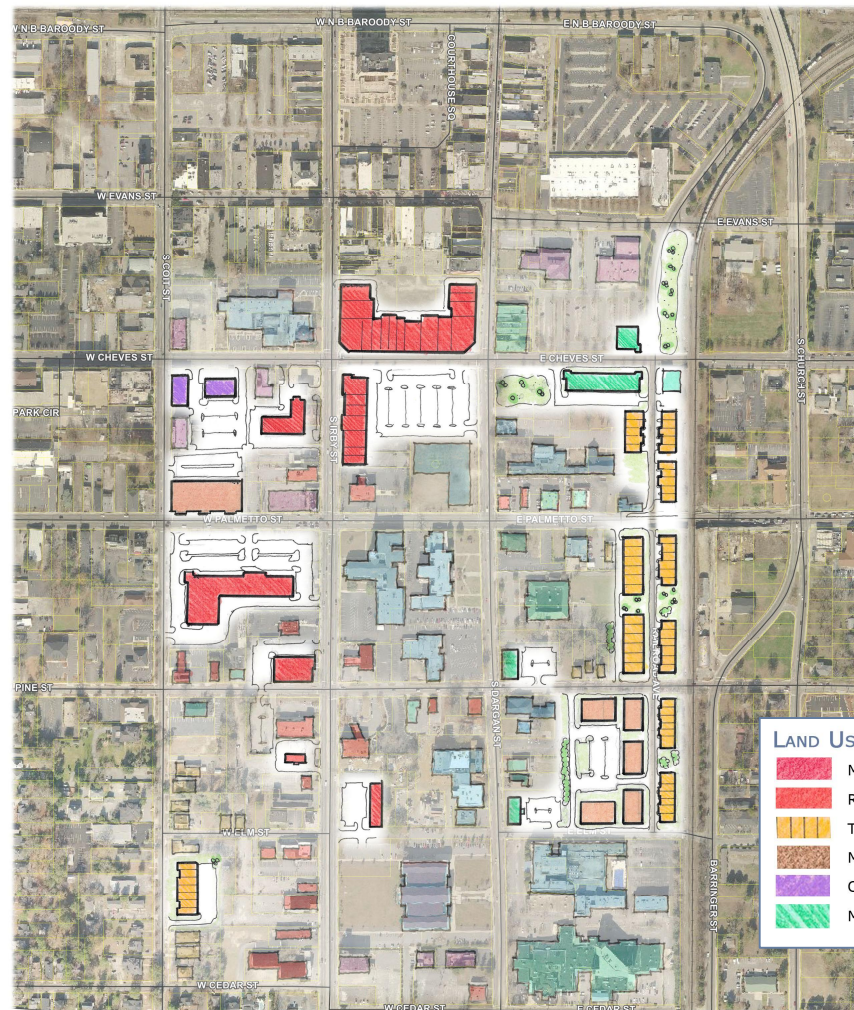 W N B BAROODY ST
W N B BAROODY ST
E N B BAROODY ST
COURTHOUSE SQ
W EVANS ST
E EVANS ST
S COIT ST
W CHEVES ST
E CHEVES ST
S CHURCH ST
PARK CIR
S IRBY ST
W PALMETTO ST
E PALMETTO ST
PINE ST
S DARGAN ST
LAND US
M
R
T
M
O
M
W ELM ST
BARRINGER ST
W CEDAR ST
W CEDAR ST
E CEDAR ST